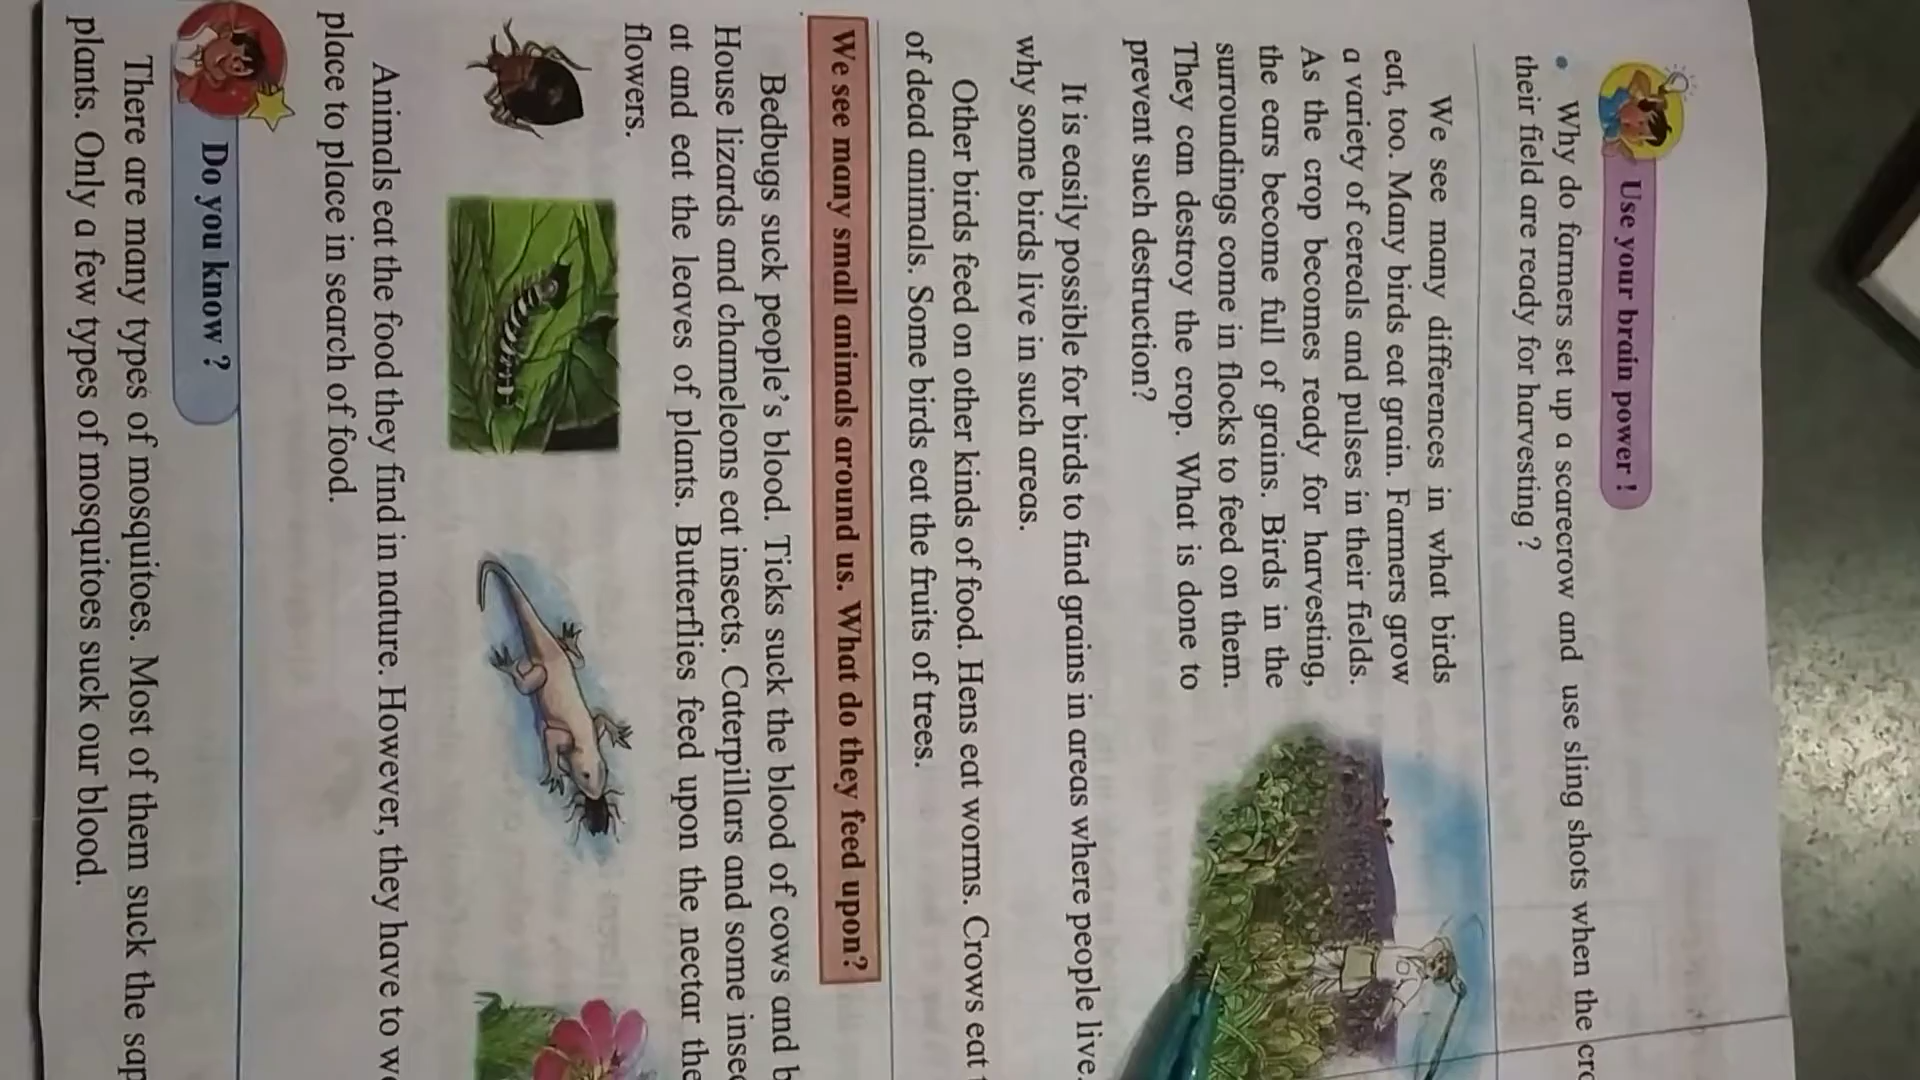 Use your brain power !
• Why do farmers set up a scarecrow and use sling shots when the
their field are ready for harvesting ?
We see many differences in what birds
eat, too. Many birds eat grain. Farmers grow
a variety of cereals and pulses in their fields.
As the crop becomes ready for harvesting,
the ears become full of grains. Birds in the
surroundings come in flocks to feed on them.
They can destroy the crop. What is done to
prevent such destruction?
It is easily possible for birds to find grains in areas where people live.
why some birds live in such areas.
Other birds feed on other kinds of food. Hens eat worms. Crows eat
of dead animals. Some birds eat the fruits of trees.
We see many small animals around us. What do they feed upon?
Bedbugs suck people's blood. Ticks suck the blood of cows and
House lizards and chameleons eat insects. Caterpillars and some
at and eat the leaves of plants. Butterflies feed upon the nectar
flowers.
Animals eat the food they find in nature. However, they have to
place to place in search of food.
Do you know ?
There are many types of mosquitoes. Most of them suck the sap
plants. Only a few types of mosquitoes suck our blood.